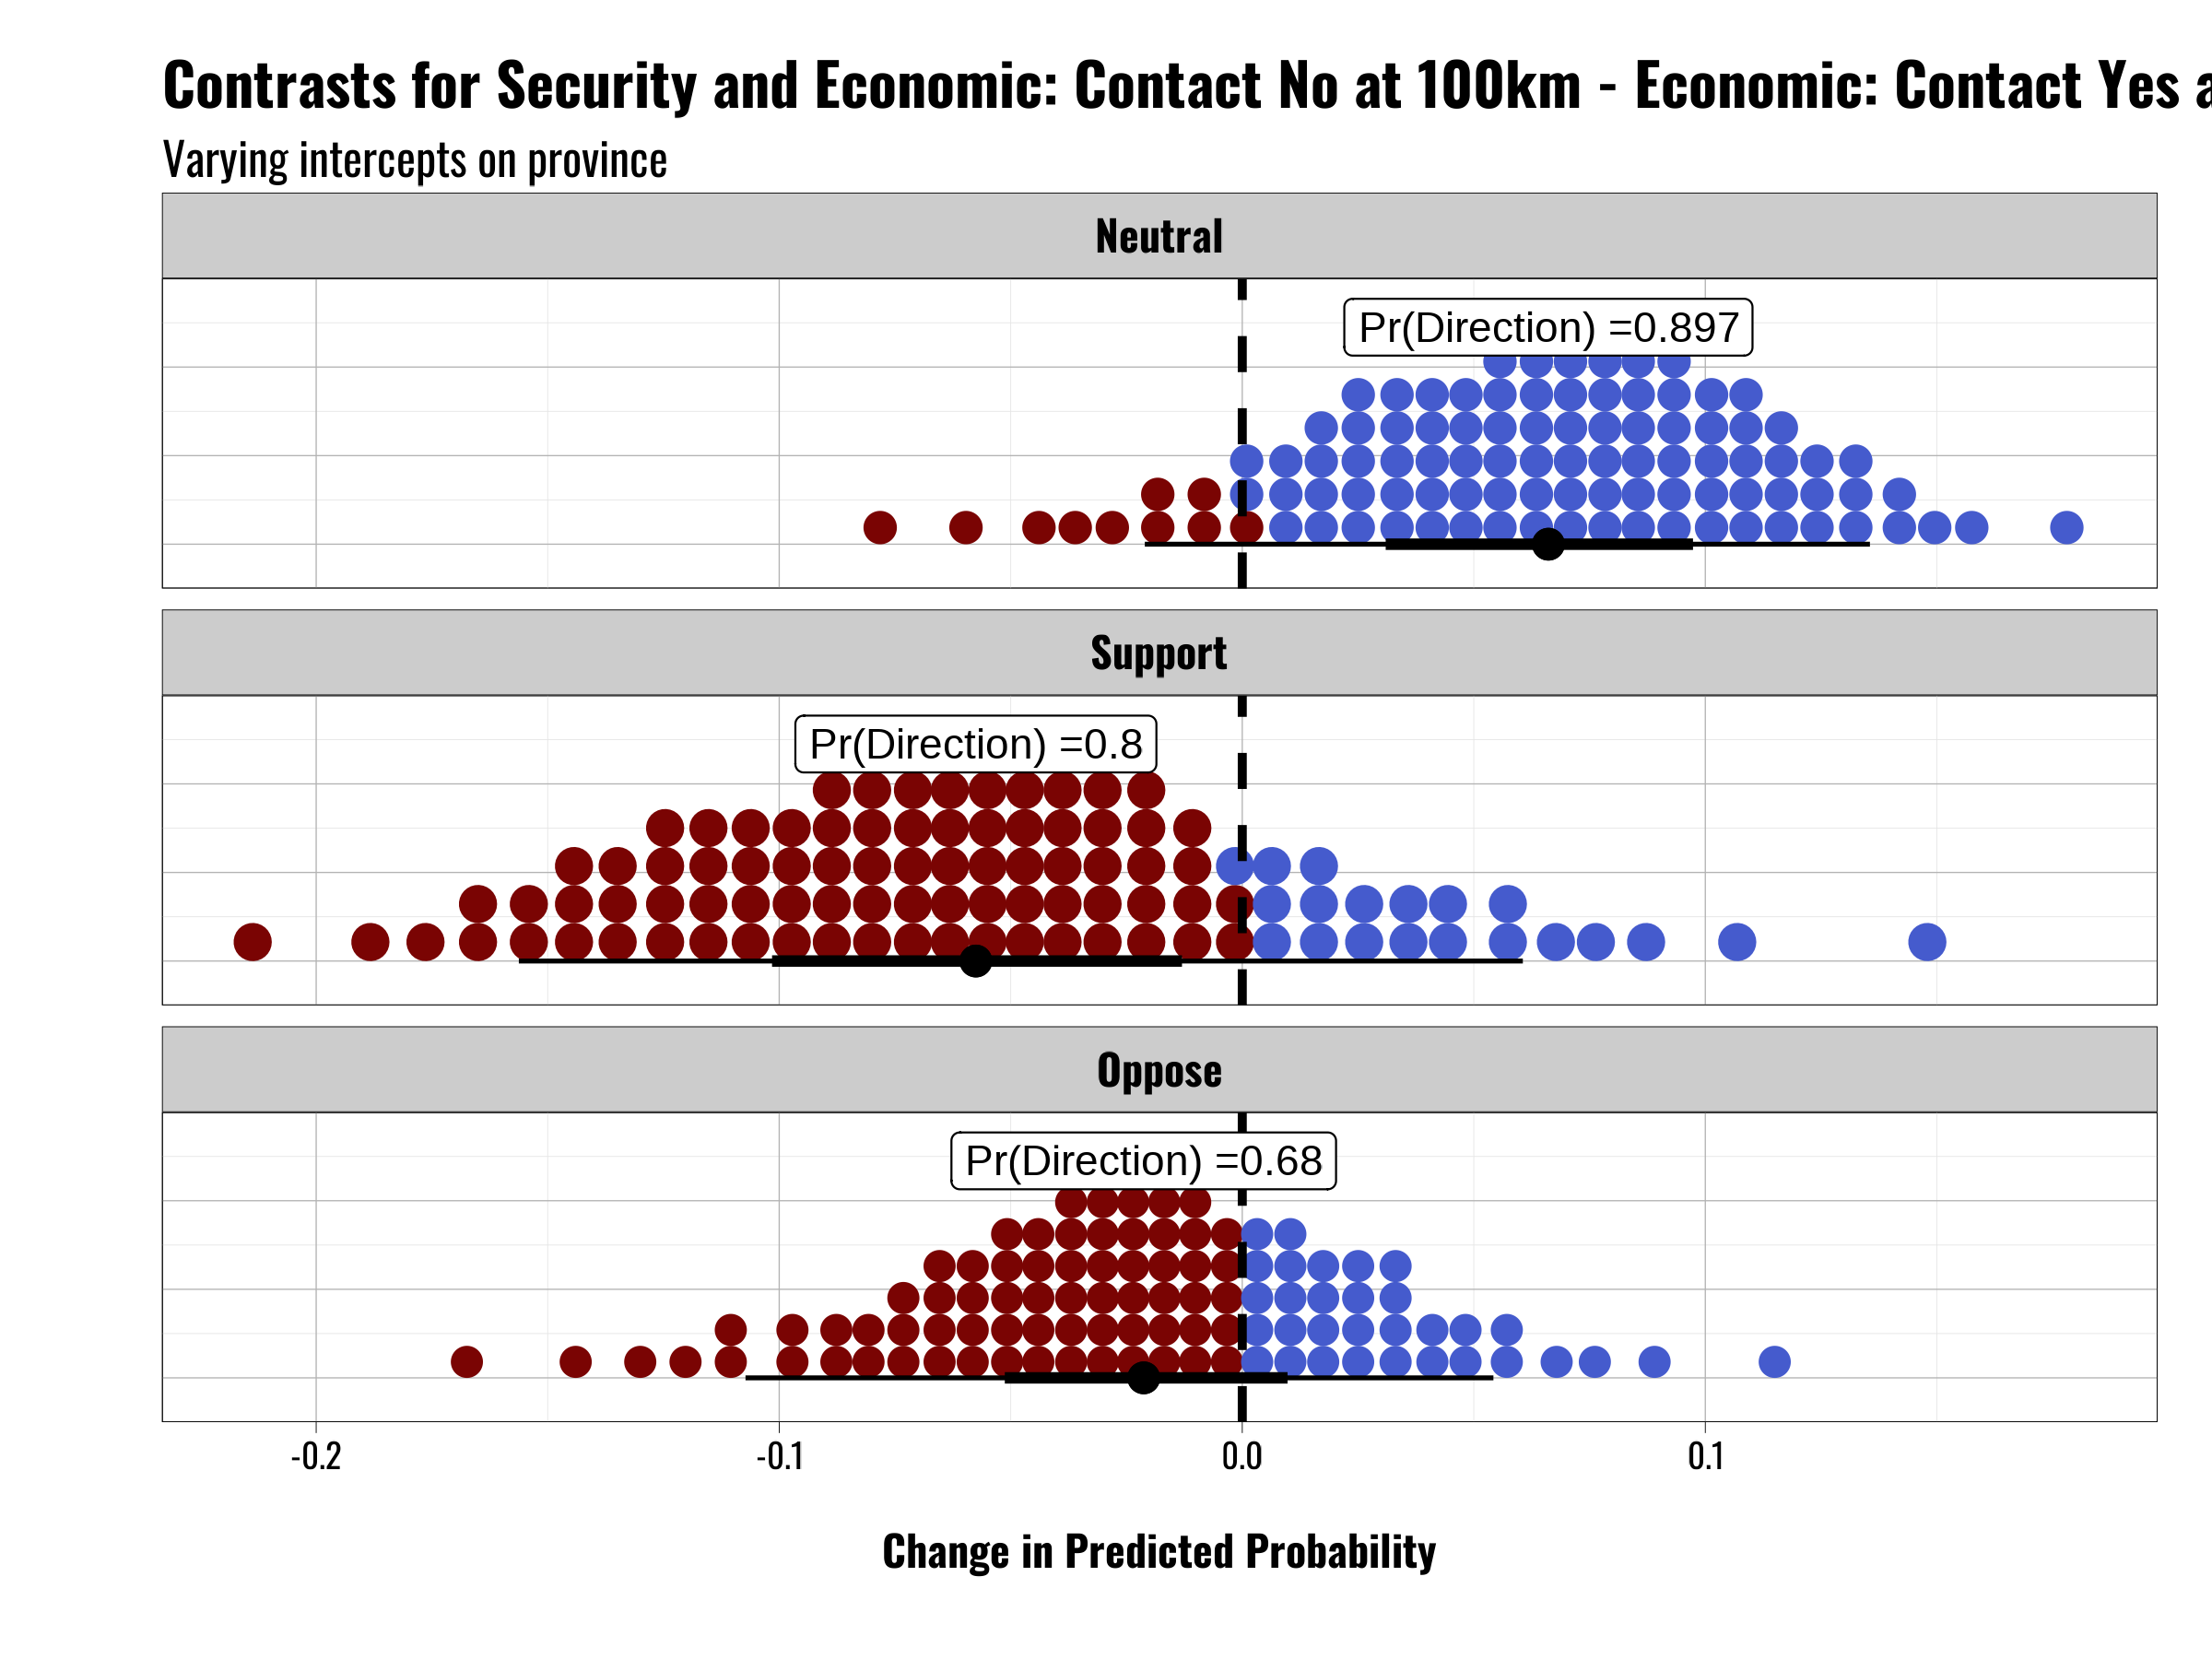 Contrasts for Security and Economic: Contact No at 100km - Economic: Contact Yes a
Varying intercepts on province
Neutral
Pr(Direction) =0.897
Support
Pr(Direction) =0.8
Oppose
Pr(Direction) =0.68
-0.2 -0.1 0.0 0.1
Change in Predicted Probability